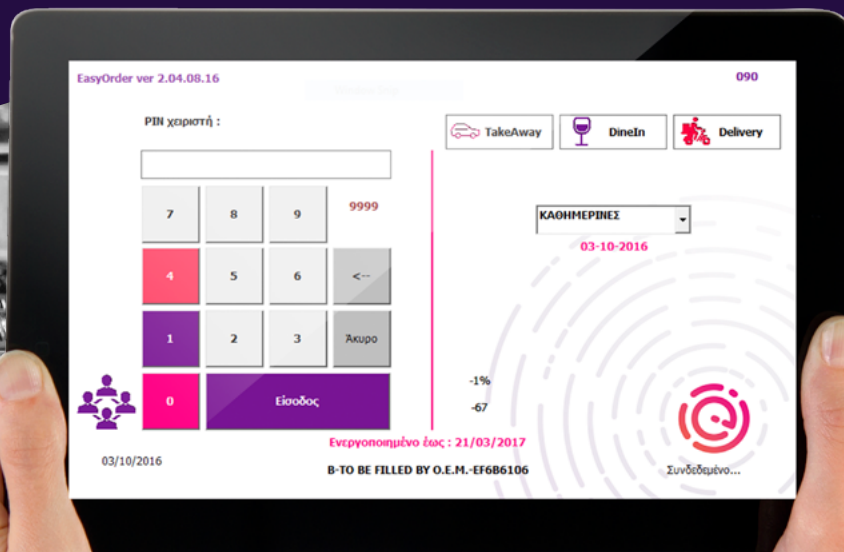 EasyOrder ver 2.04.08.16
090
PIN χειριστή :
TakeAway
DineIn
Delivery
7
8
9
9999
4
5
6
<--
1
2
3
Άκυρο
0
Είσοδος
ΚΑΘΗΜΕΡΙΝΕΣ
03-10-2016
-1%
-67
Ενεργοποιημένο έως : 21/03/2017
03/10/2016
B-TO BE FILLED BY O.E.M.-EF6B6106
Συνδεδεμένο...